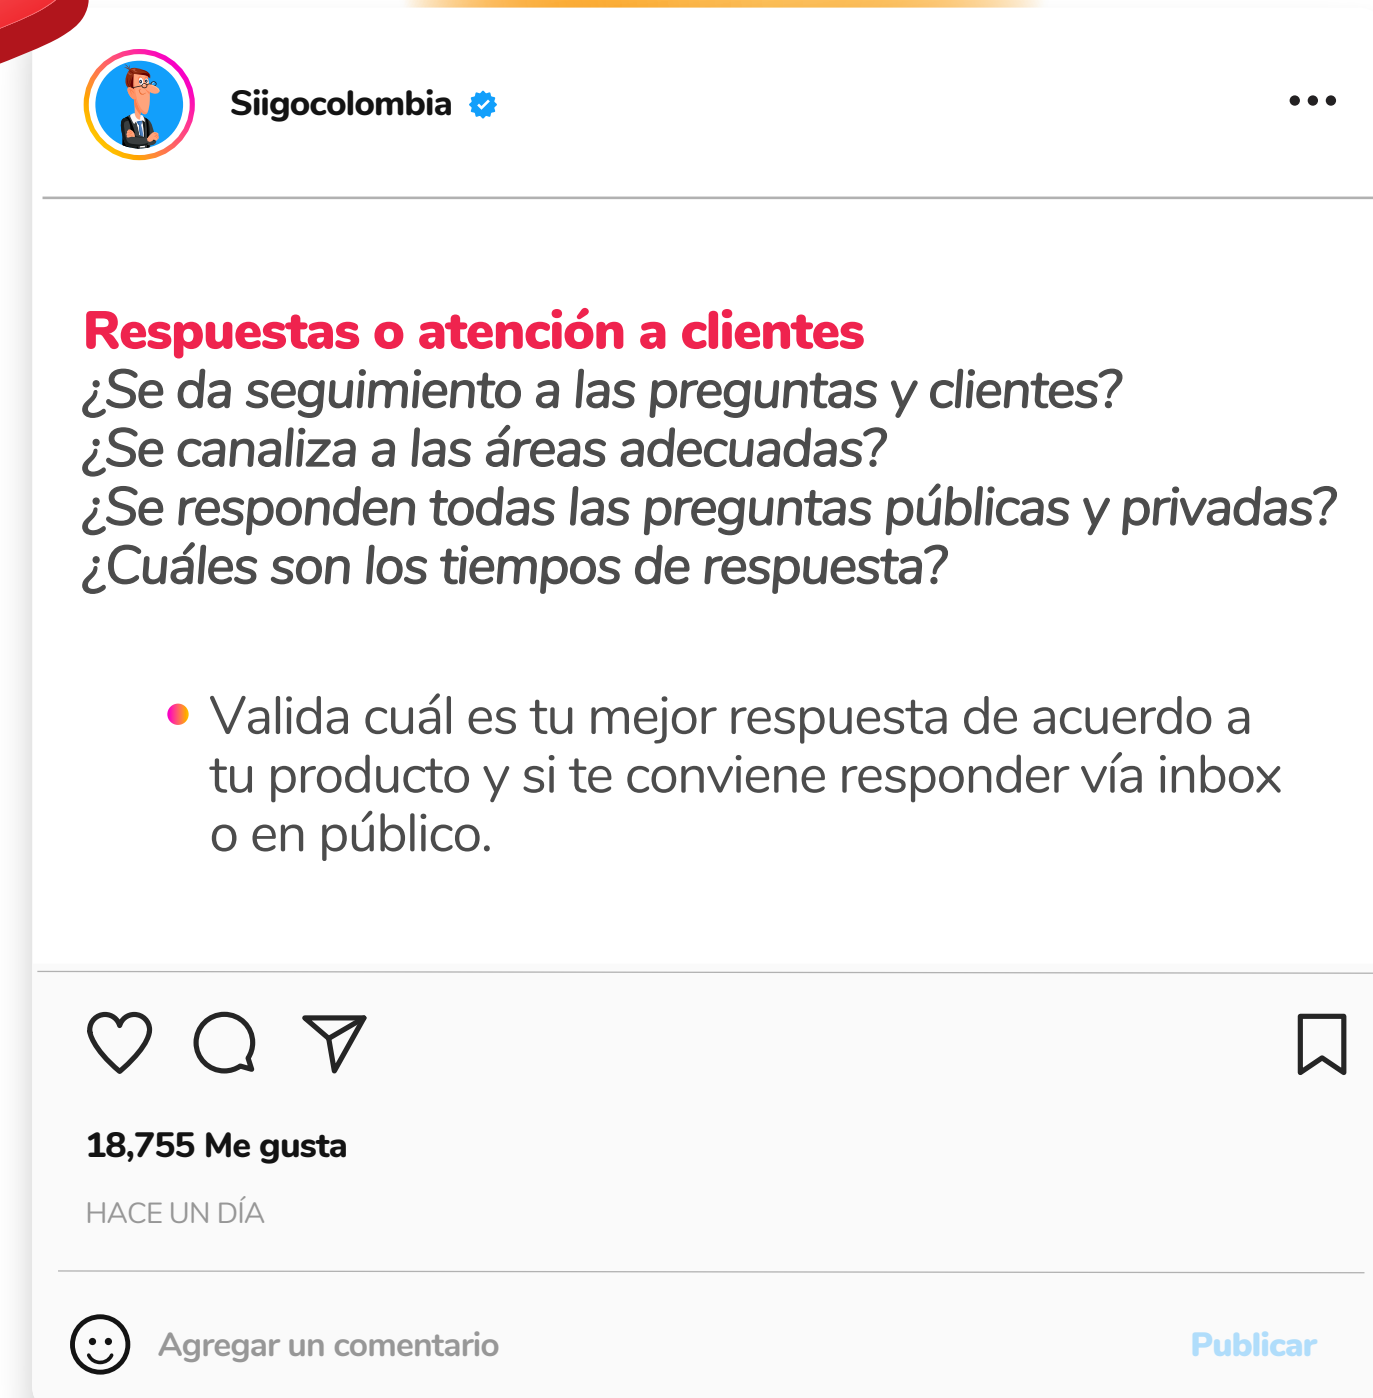 Siigocolombia
Respuestas o atención a clientes
¿Se da seguimiento a las preguntas y clientes?
¿Se canaliza a las áreas adecuadas?
¿Se responden todas las preguntas públicas y privadas?
¿Cuáles son los tiempos de respuesta?
Valida cuál es tu mejor respuesta de acuerdo a
tu producto y si te conviene responder vía inbox
o en público.
18,755 Me gusta
HACE UN DÍA
Agregar un comentario
Publicar